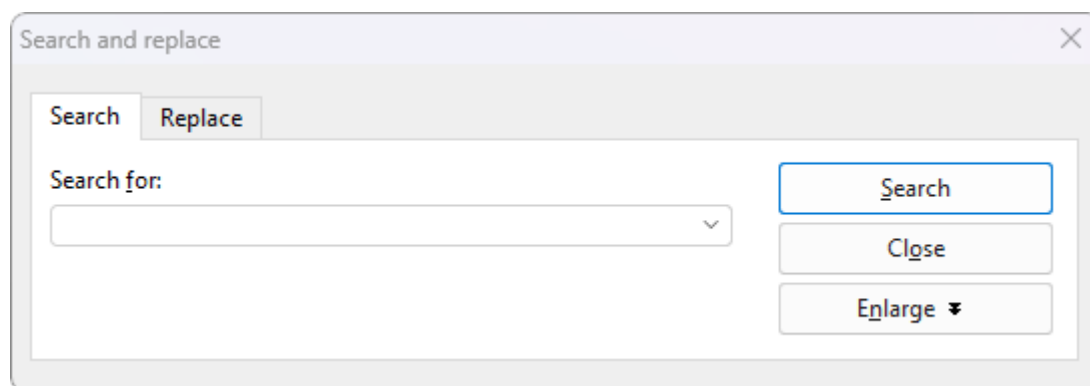 Search and replace
Search
Replace
Search for:
Search
Close
Enlarge